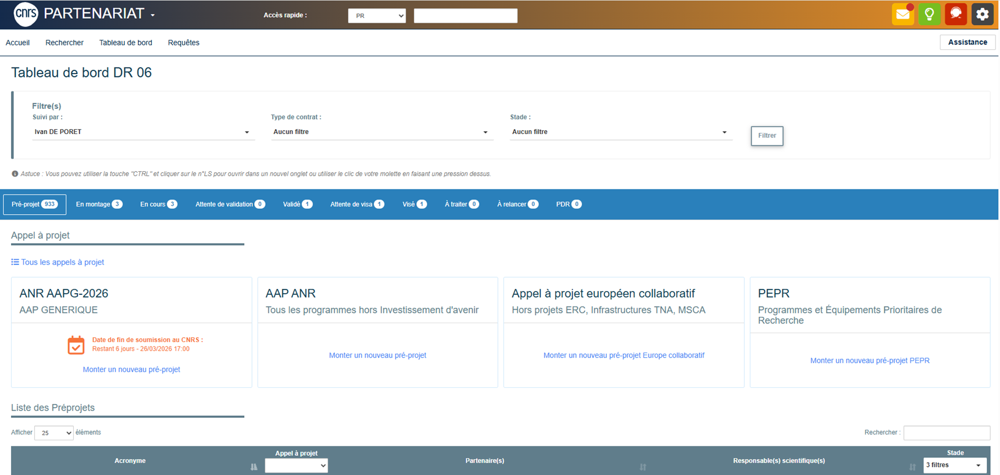 cnrs PARTENARIAT
Accès rapide :
PR
Accueil
Rechercher
Tableau de bord
Requêtes
Assistance
Tableau de bord DR 06
Filtre(s)
Suivi par :
Type de contrat :
Stade :
Ivan DE PORET
Aucun filtre
Aucun filtre
Filtrer
Astuce : Vous pouvez utiliser la touche "CTRL" et cliquer sur le n°LS pour ouvrir dans un nouvel onglet ou utiliser le clic de votre molette en faisant une pression dessus.
Pré-projet 933
En montage 3
En cours 3
Attente de validation 0
Validé 1
Attente de visa 1
Visé 1
À traiter 0
À relancer 0
PDR 0
Appel à projet
Tous les appels à projet
ANR AAPG-2026
AAP GENERIQUE
Date de fin de soumission au CNRS :
Restant 6 jours - 26/03/2026 17:00
Monter un nouveau pré-projet
AAP ANR
Tous les programmes hors Investissement d'avenir
Monter un nouveau pré-projet
Appel à projet européen collaboratif
Hors projets ERC, Infrastructures TNA, MSCA
Monter un nouveau pré-projet Europe collaboratif
PEPR
Programmes et Équipements Prioritaires de
Recherche
Monter un nouveau pré-projet PEPR
Liste des Préprojets
Afficher 25 éléments
Rechercher :
Acronyme
Appel à projet
Partenaire(s)
Responsable(s) scientifique(s)
Stade
3 filtres